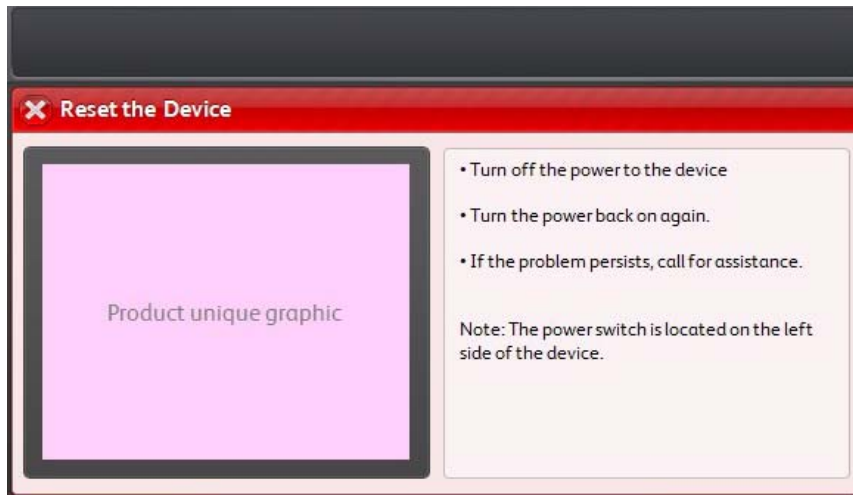 Reset the Device
Product unique graphic
• Turn off the power to the device
• Turn the power back on again.
• If the problem persists, call for assistance.
Note: The power switch is located on the left
side of the device.